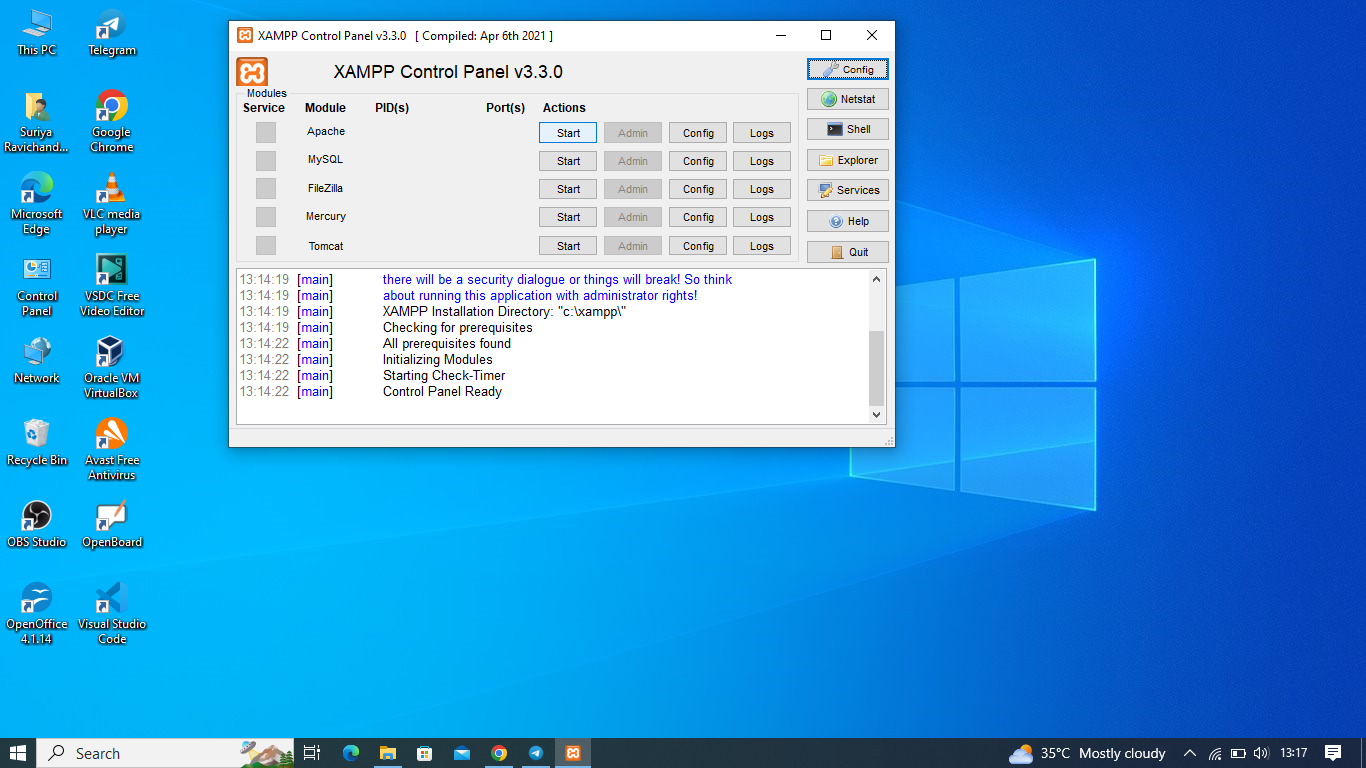 This PC
Telegram
Suriya
Ravichand...
Google
Chrome
Microsoft
Edge
VLC media
player
Control
Panel
VSDC Free
Video Editor
Network
Oracle VM
VirtualBox
Recycle Bin
Avast Free
Antivirus
OBS Studio
OpenBoard
OpenOffice
4.1.14
Visual Studio
Code
XAMPP Control Panel v3.3.0 [ Compiled: Apr 6th 2021 ]
XAMPP Control Panel v3.3.0
Modules
Service Module PID(s) Port(s) Actions
Apache Start Admin Config Logs
MySQL Start Admin Config Logs
FileZilla Start Admin Config Logs
Mercury Start Admin Config Logs
Tomcat Start Admin Config Logs
Config
Netstat
Shell
Explorer
Services
Help
Quit
13:14:19 [main] there will be a security dialogue or things will break! So think
13:14:19 [main] about running this application with administrator rights!
13:14:19 [main] XAMPP Installation Directory: "c:\xampp\"
13:14:19 [main] Checking for prerequisites
13:14:22 [main] All prerequisites found
13:14:22 [main] Initializing Modules
13:14:22 [main] Starting Check-Timer
13:14:22 [main] Control Panel Ready
Search
35°C Mostly cloudy
13:17